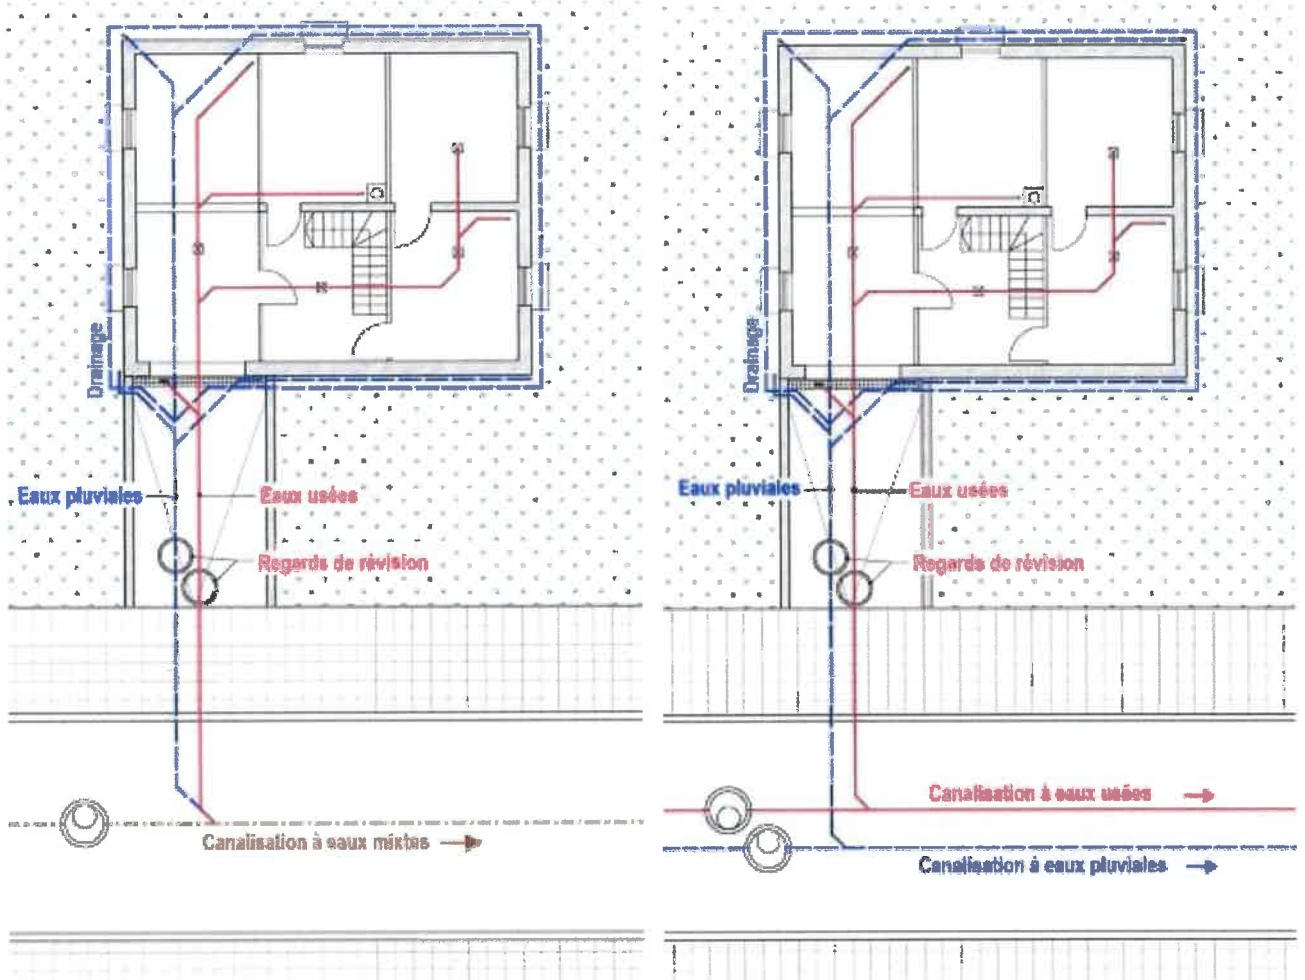 Drainage
Eaux pluviales
Eaux usées
Regards de révision
Canalisation à eaux mixtes
Drainage
Eaux pluviales
Eaux usées
Regards de révision
Canalisation à eaux usées
Canalisation à eaux pluviales